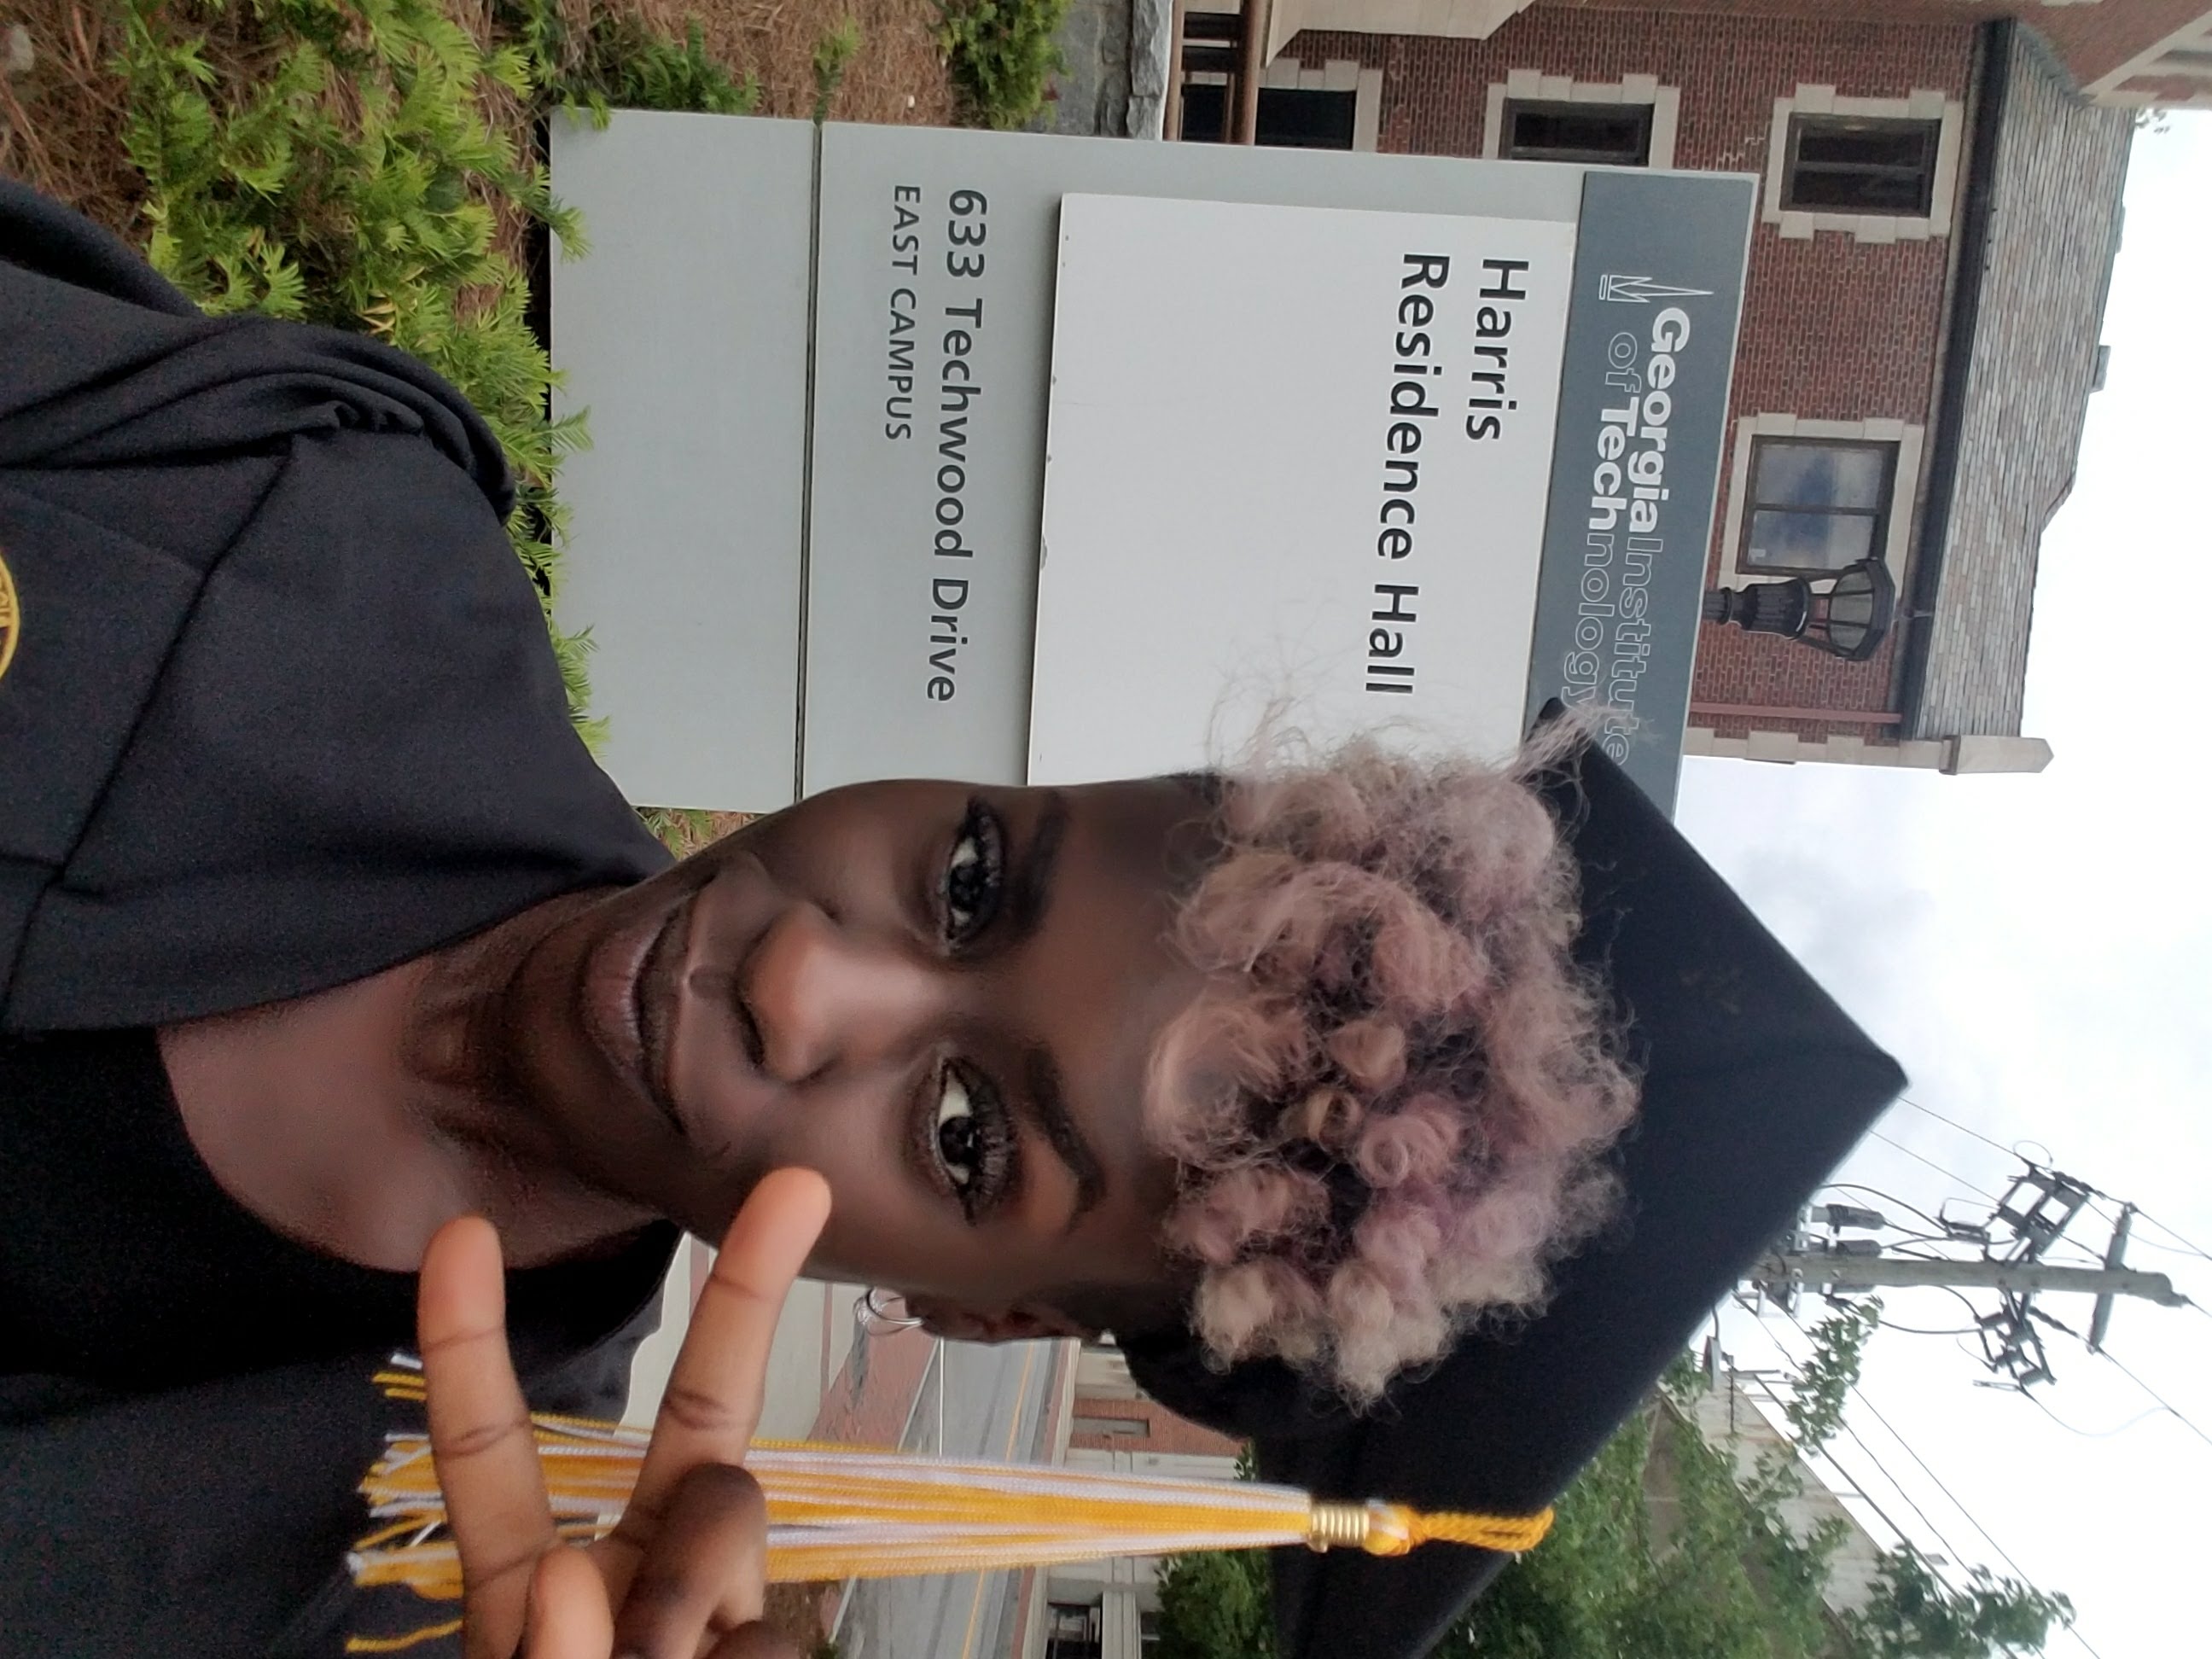 Georgia Institute
of Technology
Harris
Residence Hall
633 Techwood Drive
EAST CAMPUS